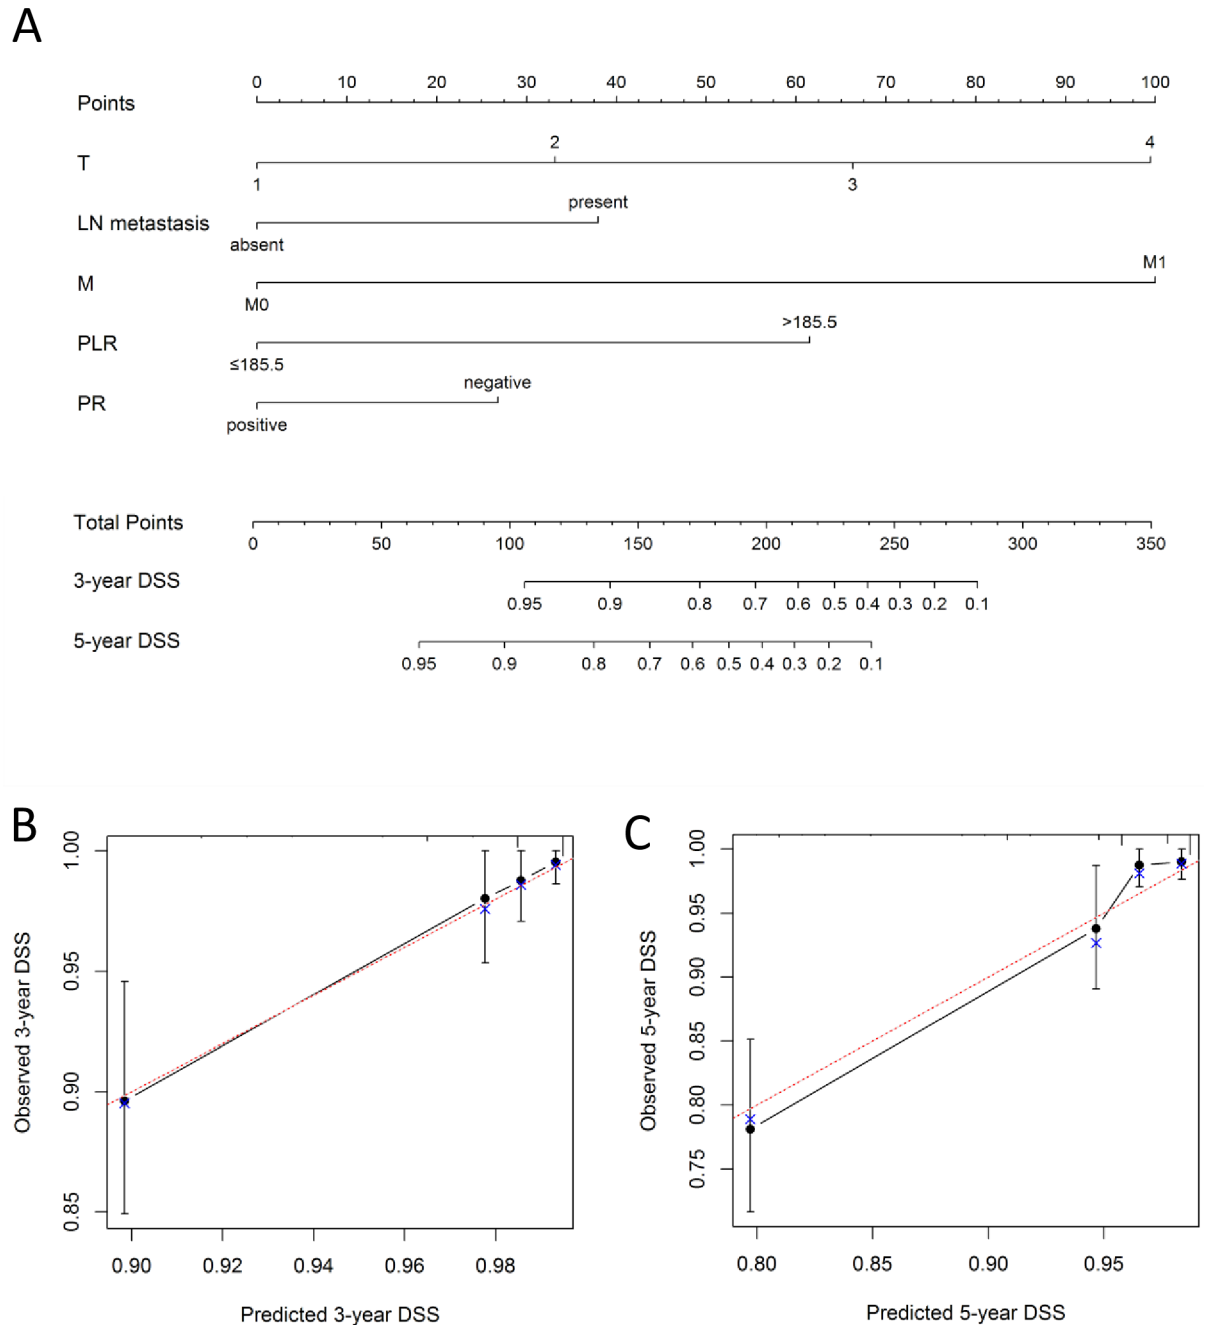 A
0 10 20 30 40 50 60 70 80 90 100
Points
2 4
T
1 3
present
LN metastasis
absent
M1
M
M0
>185.5
PLR
≤185.5
negative
PR
positive
Total Points
0 50 100 150 200 250 300 350
3-year DSS
0.95 0.9 0.8 0.7 0.6 0.5 0.4 0.3 0.2 0.1
5-year DSS
0.95 0.9 0.8 0.7 0.6 0.5 0.4 0.3 0.2 0.1
B
1.00
0.95
0.90
0.85
Observed 3-year DSS
0.90 0.92 0.94 0.96 0.98
Predicted 3-year DSS
C
1.00
0.95
0.90
0.85
0.80
0.75
Observed 5-year DSS
0.80 0.85 0.90 0.95
Predicted 5-year DSS